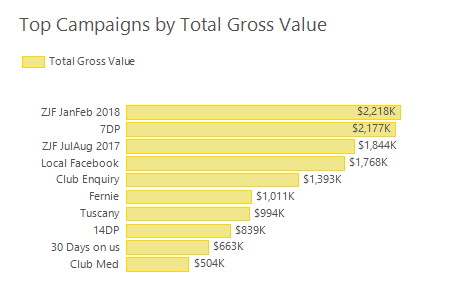 Top Campaigns by Total Gross Value
Total Gross Value
ZJF JanFeb 2018 $2,218K
7DP $2,177K
ZJF JulAug 2017 $1,844K
Local Facebook $1,768K
Club Enquiry $1,393K
Fernie $1,011K
Tuscany $994K
14DP $839K
30 Days on us $663K
Club Med $504K